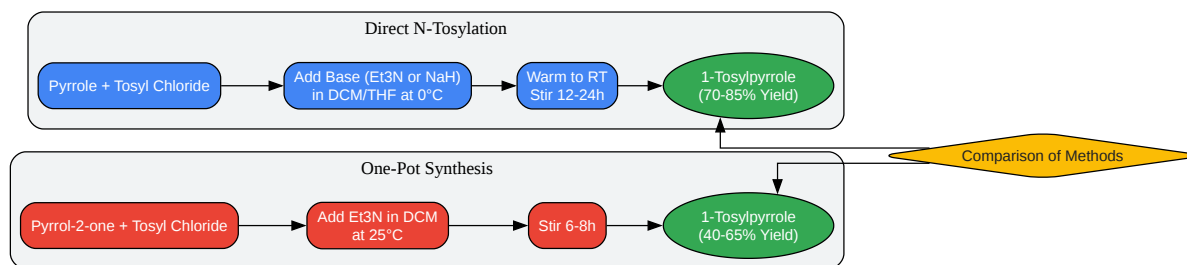 Direct N-Tosylation
Pyrrole + Tosyl Chloride
Add Base (Et3N or NaH)
in DCM/THF at 0°C
Warm to RT
Stir 12-24h
1-Tosylpyrrole
(70-85% Yield)
Comparison of Methods
One-Pot Synthesis
Pyrrol-2-one + Tosyl Chloride
Add Et3N in DCM
at 25°C
Stir 6-8h
1-Tosylpyrrole
(40-65% Yield)